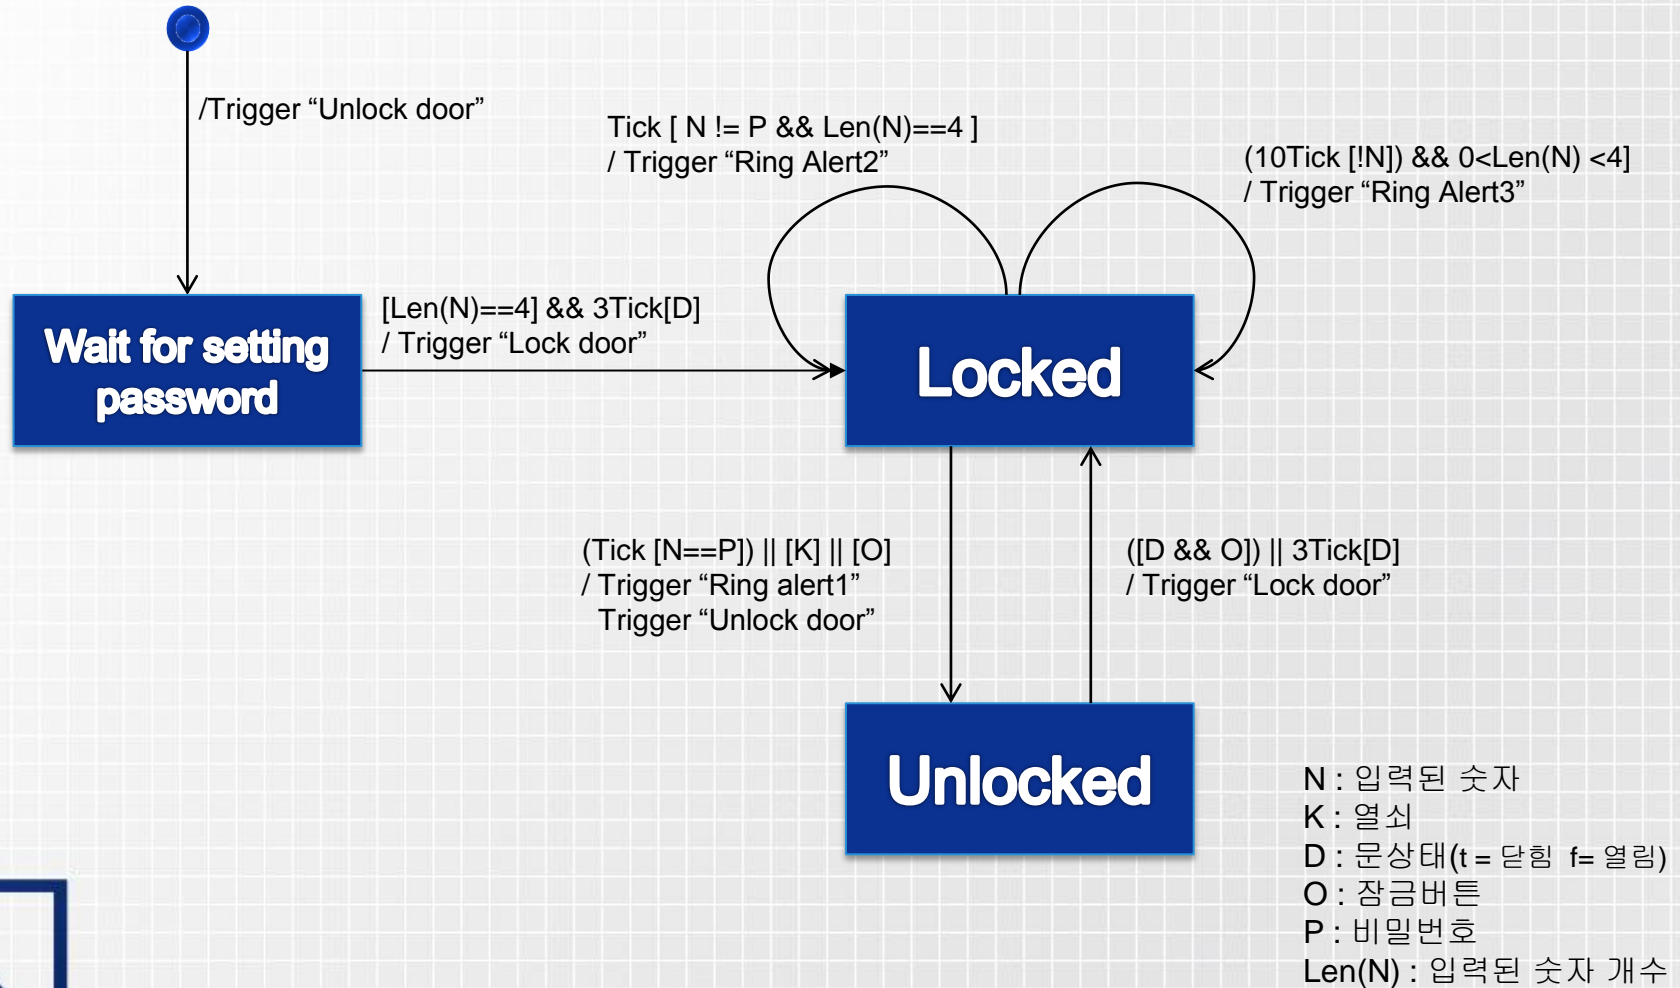 /Trigger “Unlock door”
Tick [ N != P && Len(N)==4 ]
/ Trigger “Ring Alert2”
(10Tick [!N]) && 0<Len(N) <4]
/ Trigger “Ring Alert3”
[Len(N)==4] && 3Tick[D]
/ Trigger “Lock door”
Wait for setting
password
Locked
(Tick [N==P]) || [K] || [O]
/ Trigger “Ring alert1”
Trigger “Unlock door”
([D && O]) || 3Tick[D]
/ Trigger “Lock door”
Unlocked
N : 입력된 숫자
K : 열쇠
D : 문상태(t = 닫힘 f= 열림)
O : 잠금버튼
P : 비밀번호
Len(N) : 입력된 숫자 개수